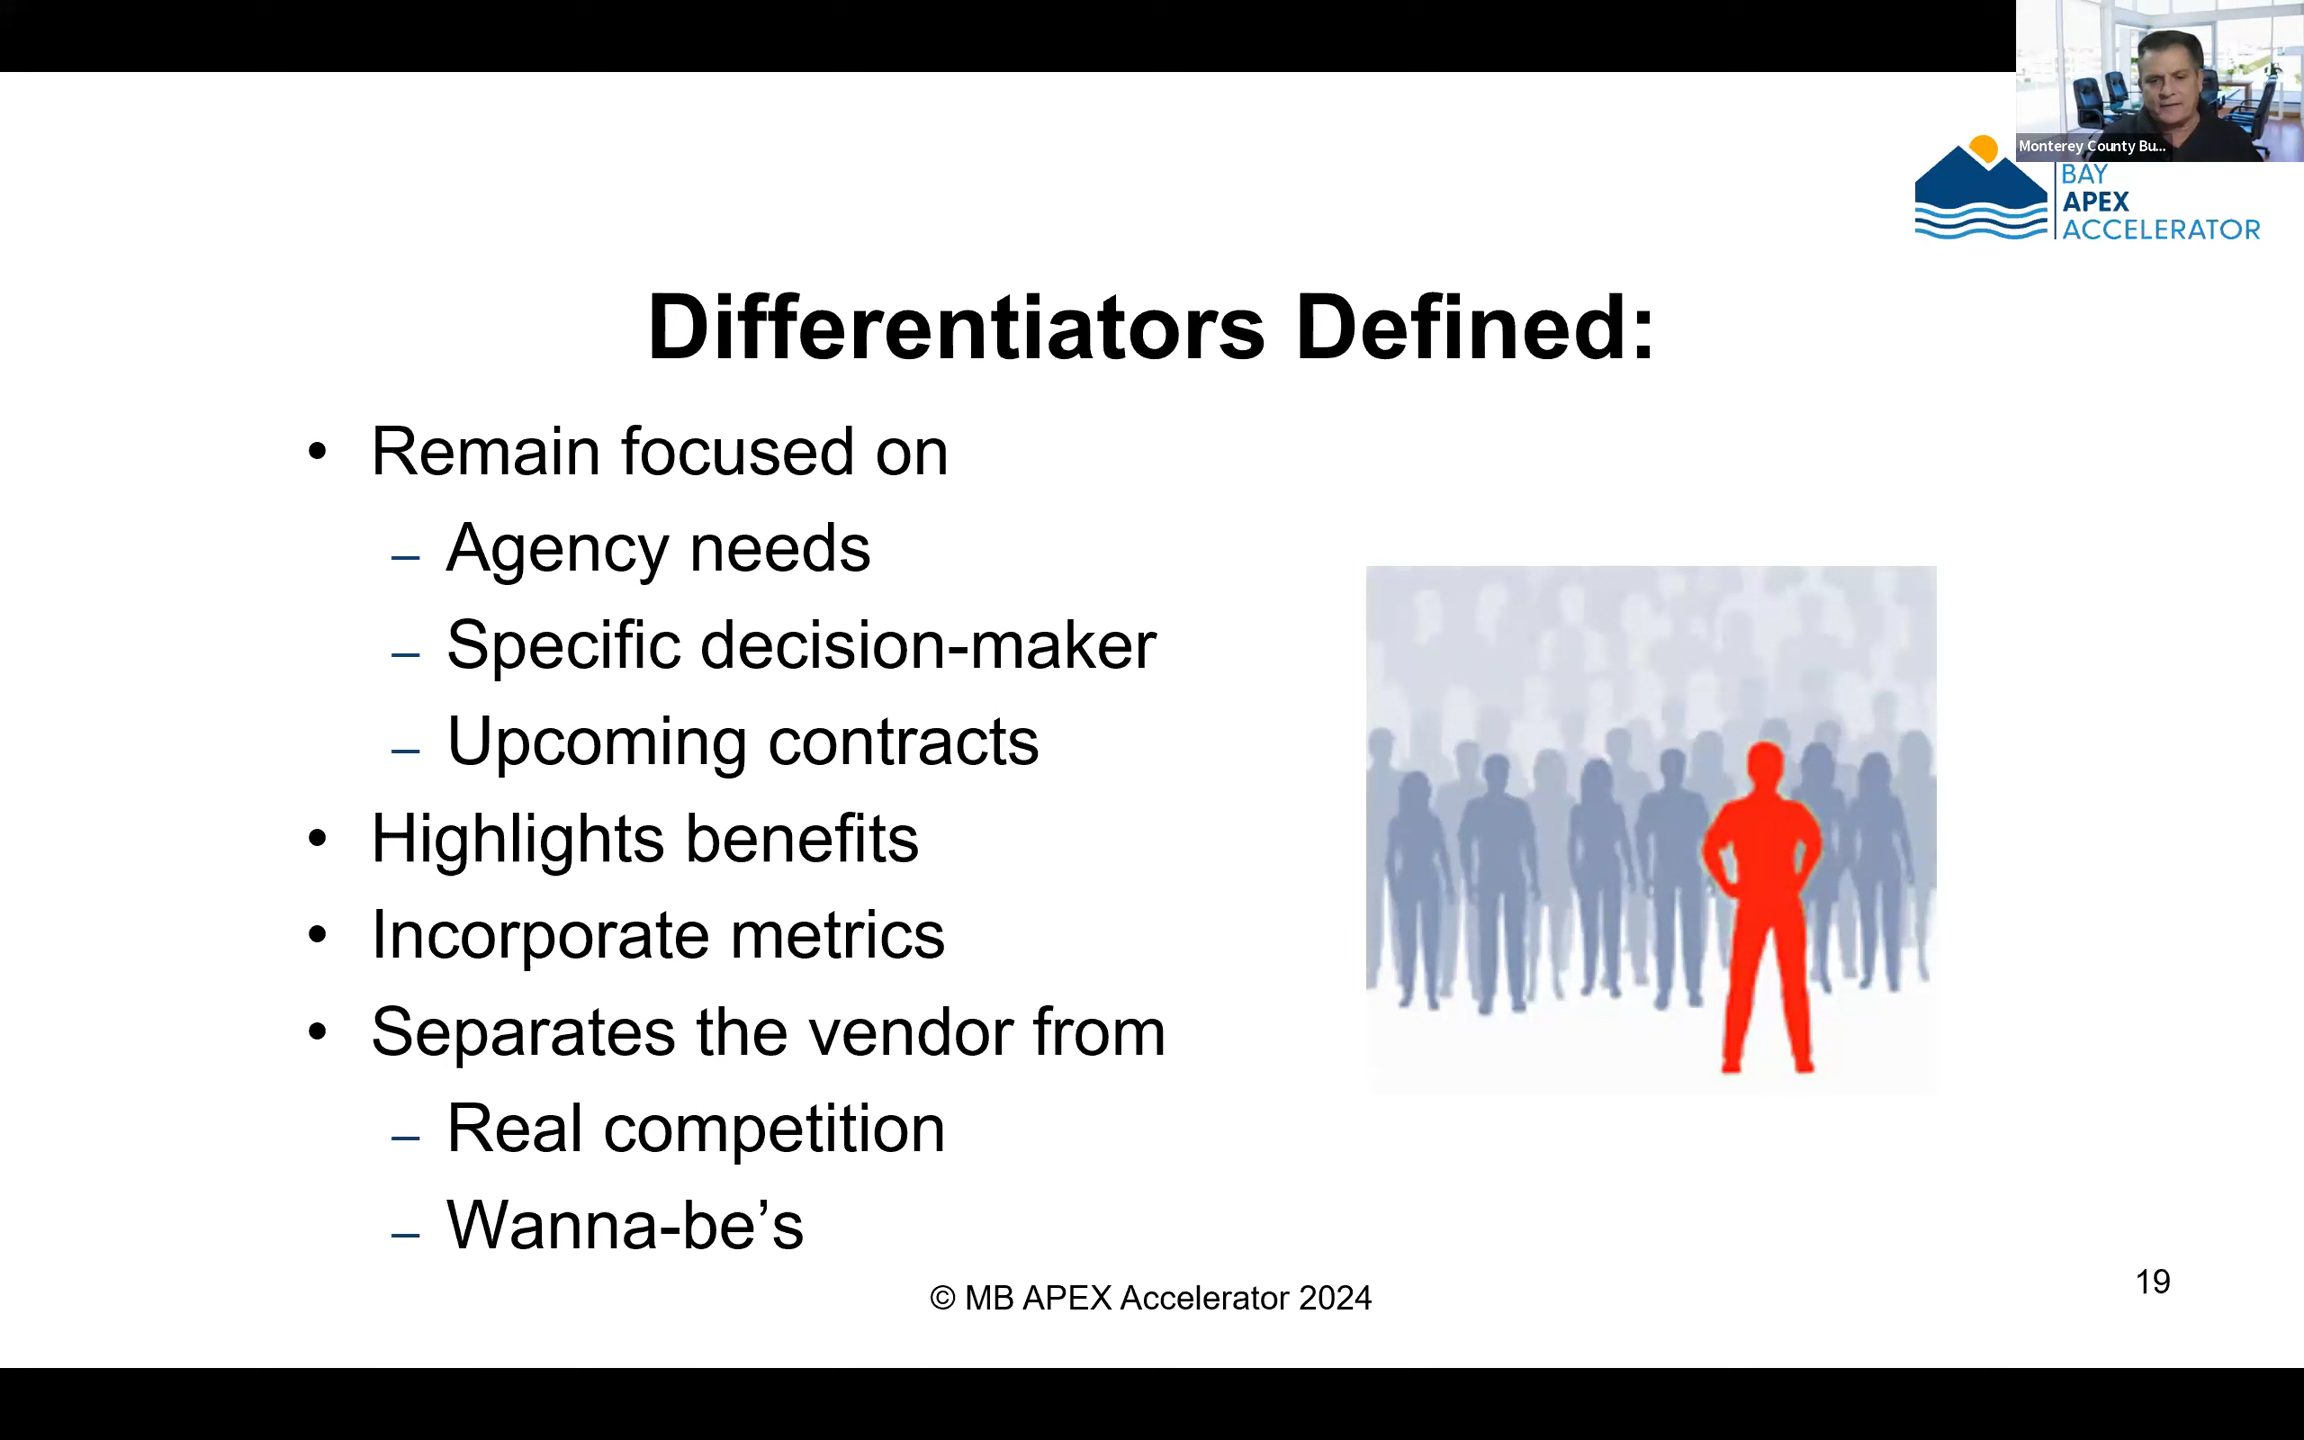 Monterey County Bu...
BAY
APEX
ACCELERATOR
Differentiators Defined:
• Remain focused on
– Agency needs
– Specific decision-maker
– Upcoming contracts
• Highlights benefits
• Incorporate metrics
• Separates the vendor from
– Real competition
– Wanna-be’s
© MB APEX Accelerator 2024
19